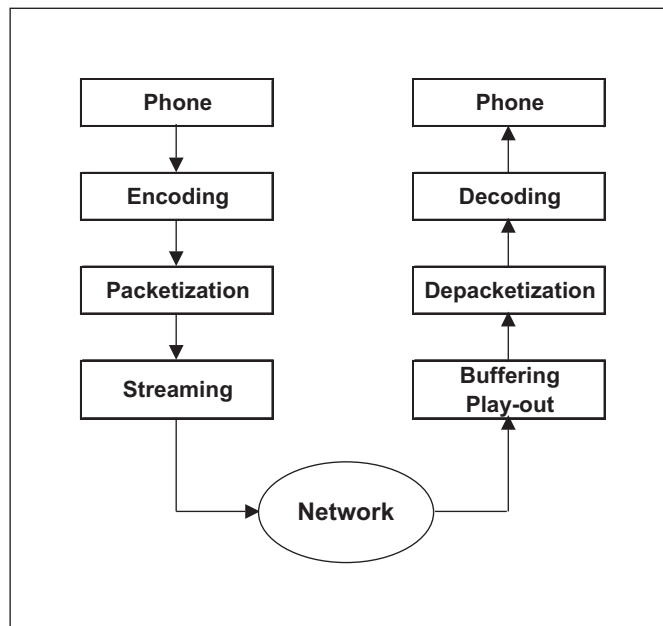 Phone
Encoding
Packetization
Streaming
Network
Phone
Decoding
Depacketization
Buffering
Play-out